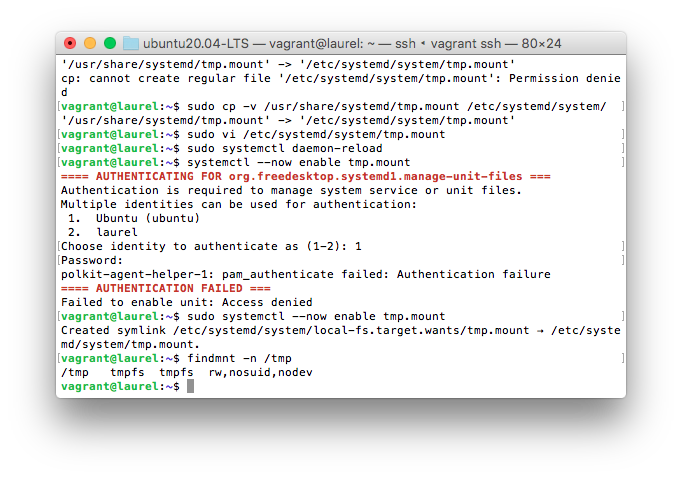 ubuntu20.04-LTS — vagrant@laurel: ~ — ssh ◂ vagrant ssh — 80×24
'/usr/share/systemd/tmp.mount' -> '/etc/systemd/system/tmp.mount'
cp: cannot create regular file '/etc/systemd/system/tmp.mount': Permission denie
d
[vagrant@laurel:~$ sudo cp -v /usr/share/systemd/tmp.mount /etc/systemd/system/ ]
'/usr/share/systemd/tmp.mount' -> '/etc/systemd/system/tmp.mount'
[vagrant@laurel:~$ sudo vi /etc/systemd/system/tmp.mount ]
[vagrant@laurel:~$ sudo systemctl daemon-reload ]
[vagrant@laurel:~$ systemctl --now enable tmp.mount ]
==== AUTHENTICATING FOR org.freedesktop.systemd1.manage-unit-files ===
Authentication is required to manage system service or unit files.
Multiple identities can be used for authentication:
1. Ubuntu (ubuntu)
2. laurel
[Choose identity to authenticate as (1-2): 1 ]
[Password: ]
polkit-agent-helper-1: pam_authenticate failed: Authentication failure
==== AUTHENTICATION FAILED ===
Failed to enable unit: Access denied
[vagrant@laurel:~$ sudo systemctl --now enable tmp.mount ]
Created symlink /etc/systemd/system/local-fs.target.wants/tmp.mount → /etc/syste
md/system/tmp.mount.
[vagrant@laurel:~$ findmnt -n /tmp ]
/tmp tmpfs tmpfs rw,nosuid,nodev
vagrant@laurel:~$